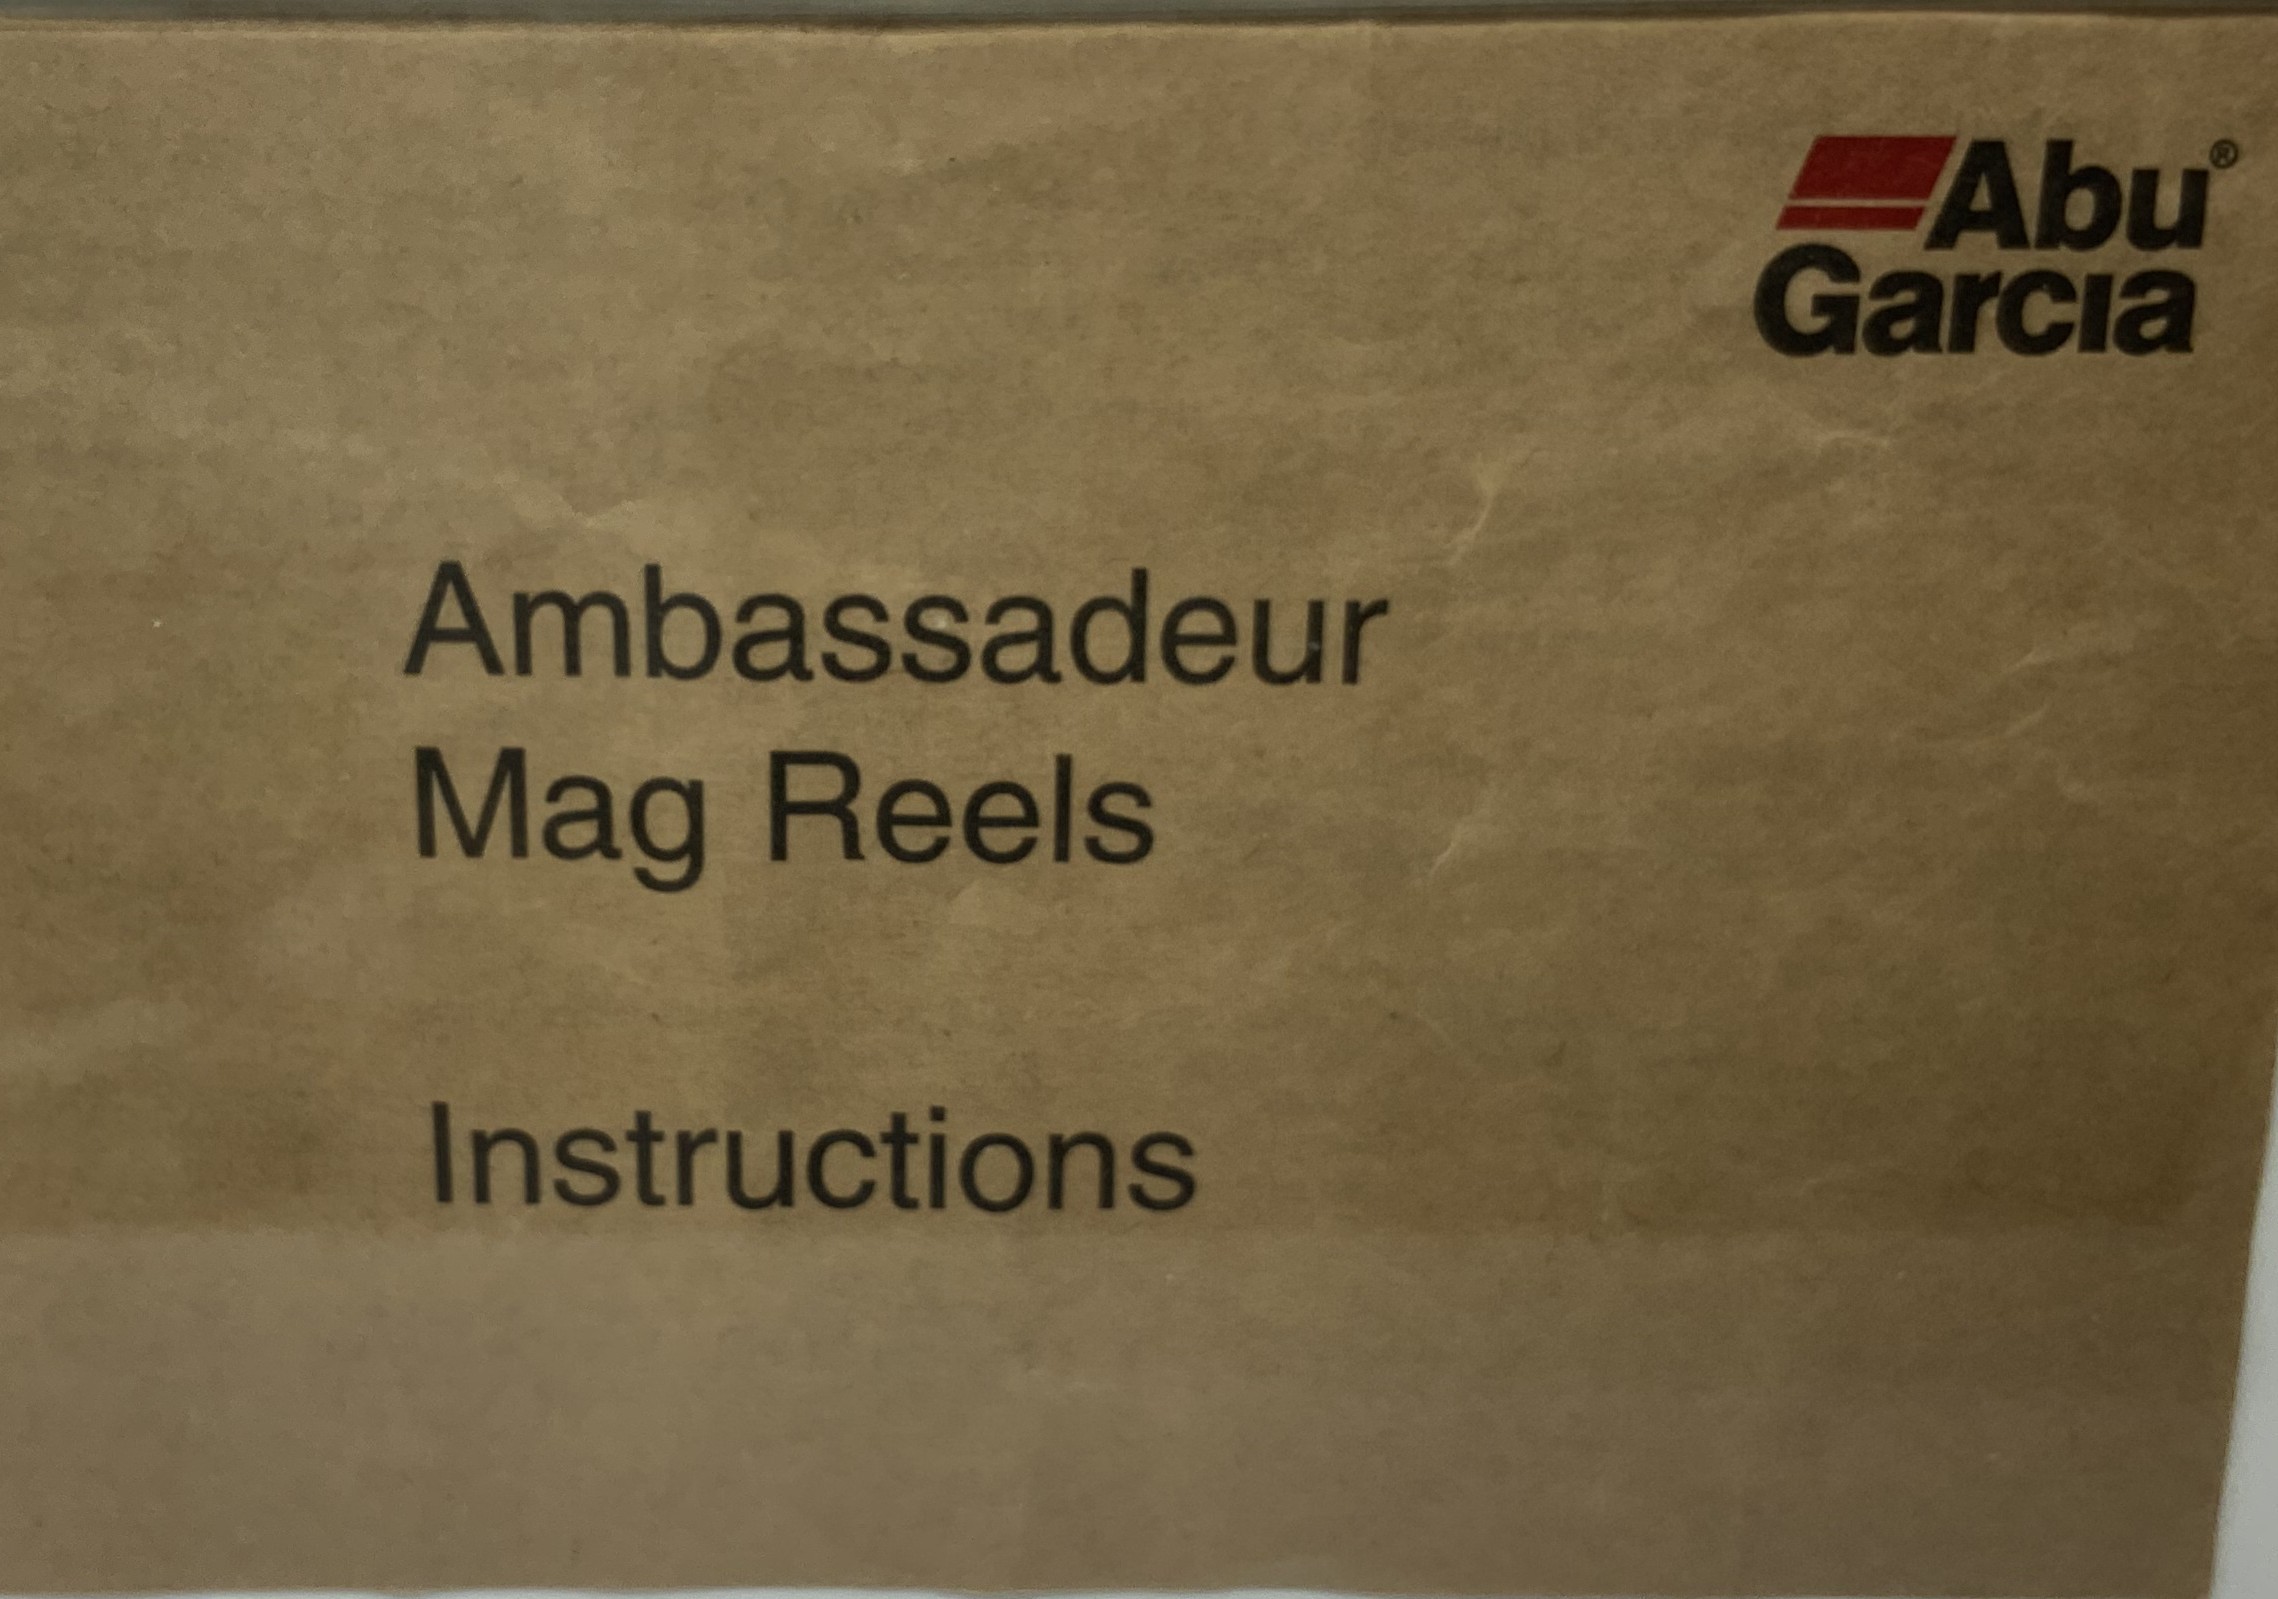 Abu®
Garcia
Ambassadeur
Mag Reels
Instructions